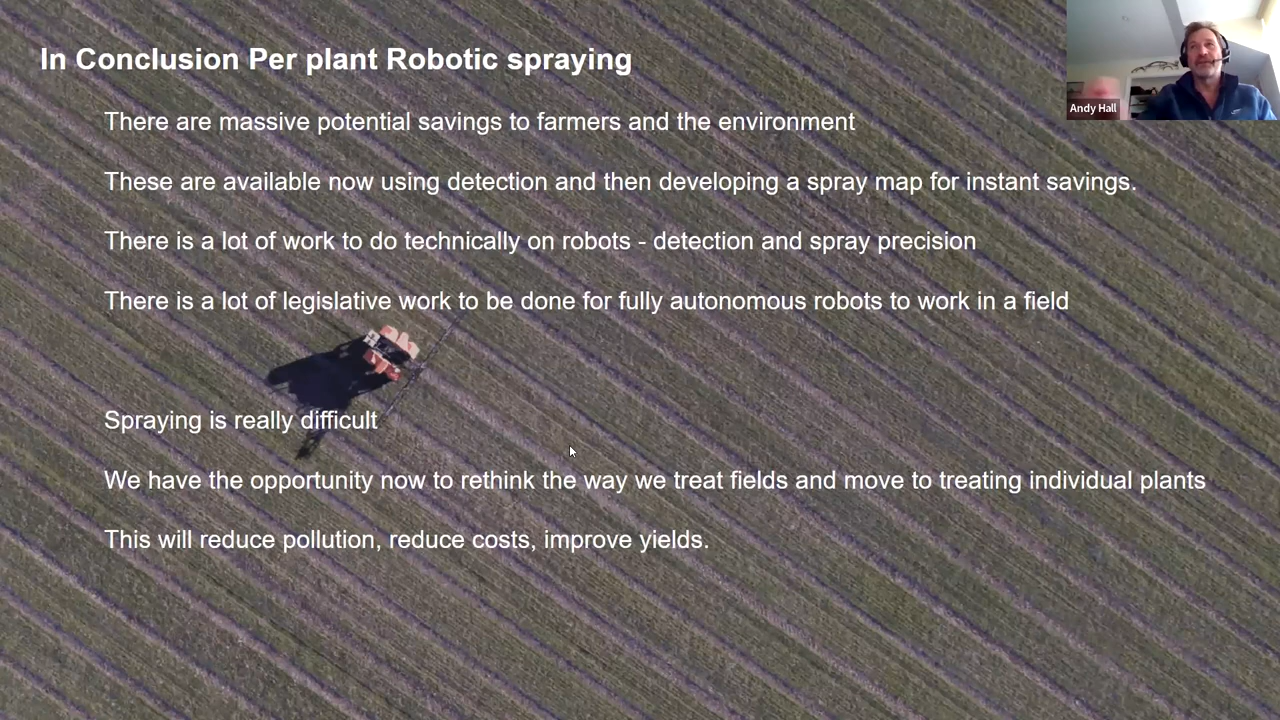 In Conclusion Per plant Robotic spraying
Andy Hall
There are massive potential savings to farmers and the environment
These are available now using detection and then developing a spray map for instant savings.
There is a lot of work to do technically on robots - detection and spray precision
There is a lot of legislative work to be done for fully autonomous robots to work in a field
Spraying is really difficult
We have the opportunity now to rethink the way we treat fields and move to treating individual plants
This will reduce pollution, reduce costs, improve yields.